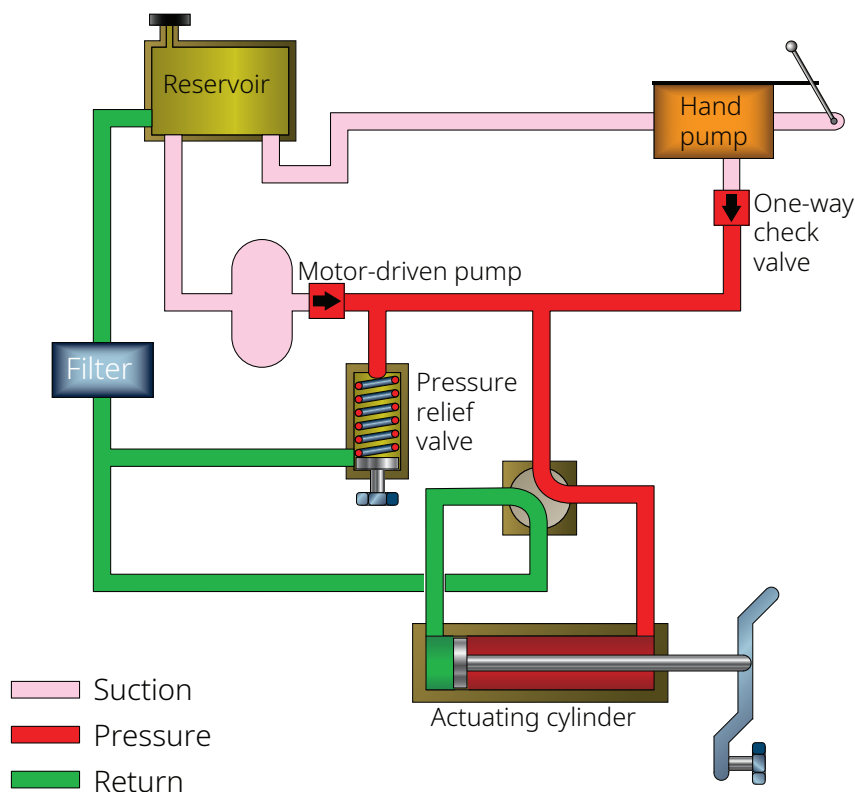 Reservoir
Hand
pump
One-way
check
valve
Motor-driven pump
Filter
Pressure
relief
valve
Actuating cylinder
Suction
Pressure
Return